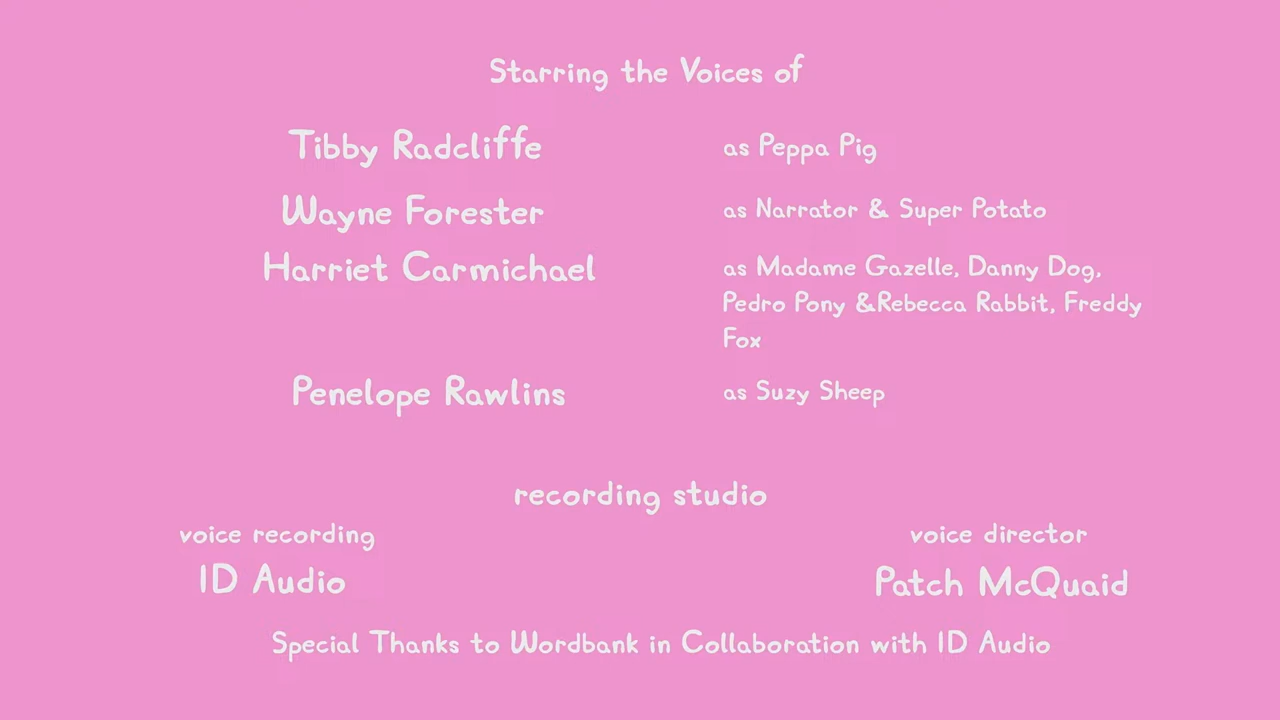 Starring the Voices of
Tibby Radcliffe as Peppa Pig
Wayne Forester as Narrator & Super Potato
Harriet Carmichael as Madame Gazelle, Danny Dog,
Pedro Pony &Rebecca Rabbit, Freddy
Fox
Penelope Rawlins as Suzy Sheep
recording studio
voice recording voice director
ID Audio Patch McQuaid
Special Thanks to Wordbank in Collaboration with ID Audio